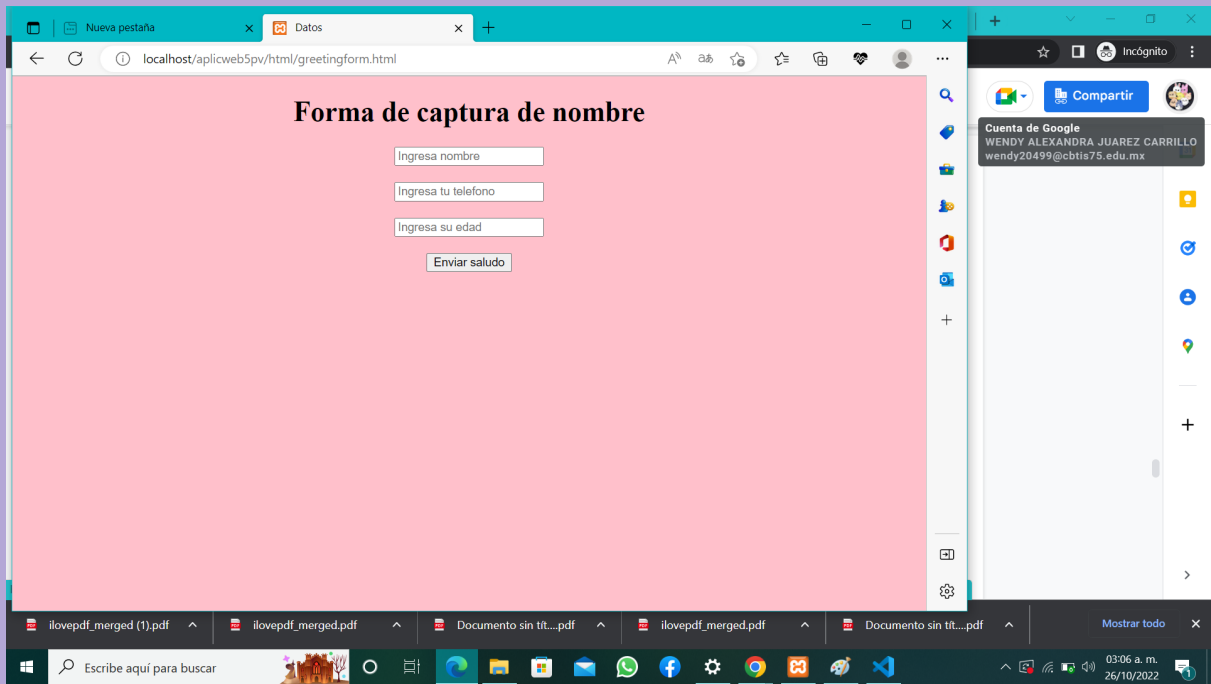 Nueva pestaña
Datos
localhost/aplicweb5pv/html/greetingform.html
Incógnito
Compartir
Cuenta de Google
WENDY ALEXANDRA JUAREZ CARRILLO
wendy20499@cbtis75.edu.mx
Forma de captura de nombre
Ingresa nombre
Ingresa tu telefono
Ingresa su edad
Enviar saludo
ilovepdf_merged (1).pdf
ilovepdf_merged.pdf
Documento sin tít....pdf
ilovepdf_merged.pdf
Documento sin tít....pdf
Mostrar todo
Escribe aquí para buscar
03:06 a. m.
26/10/2022
1